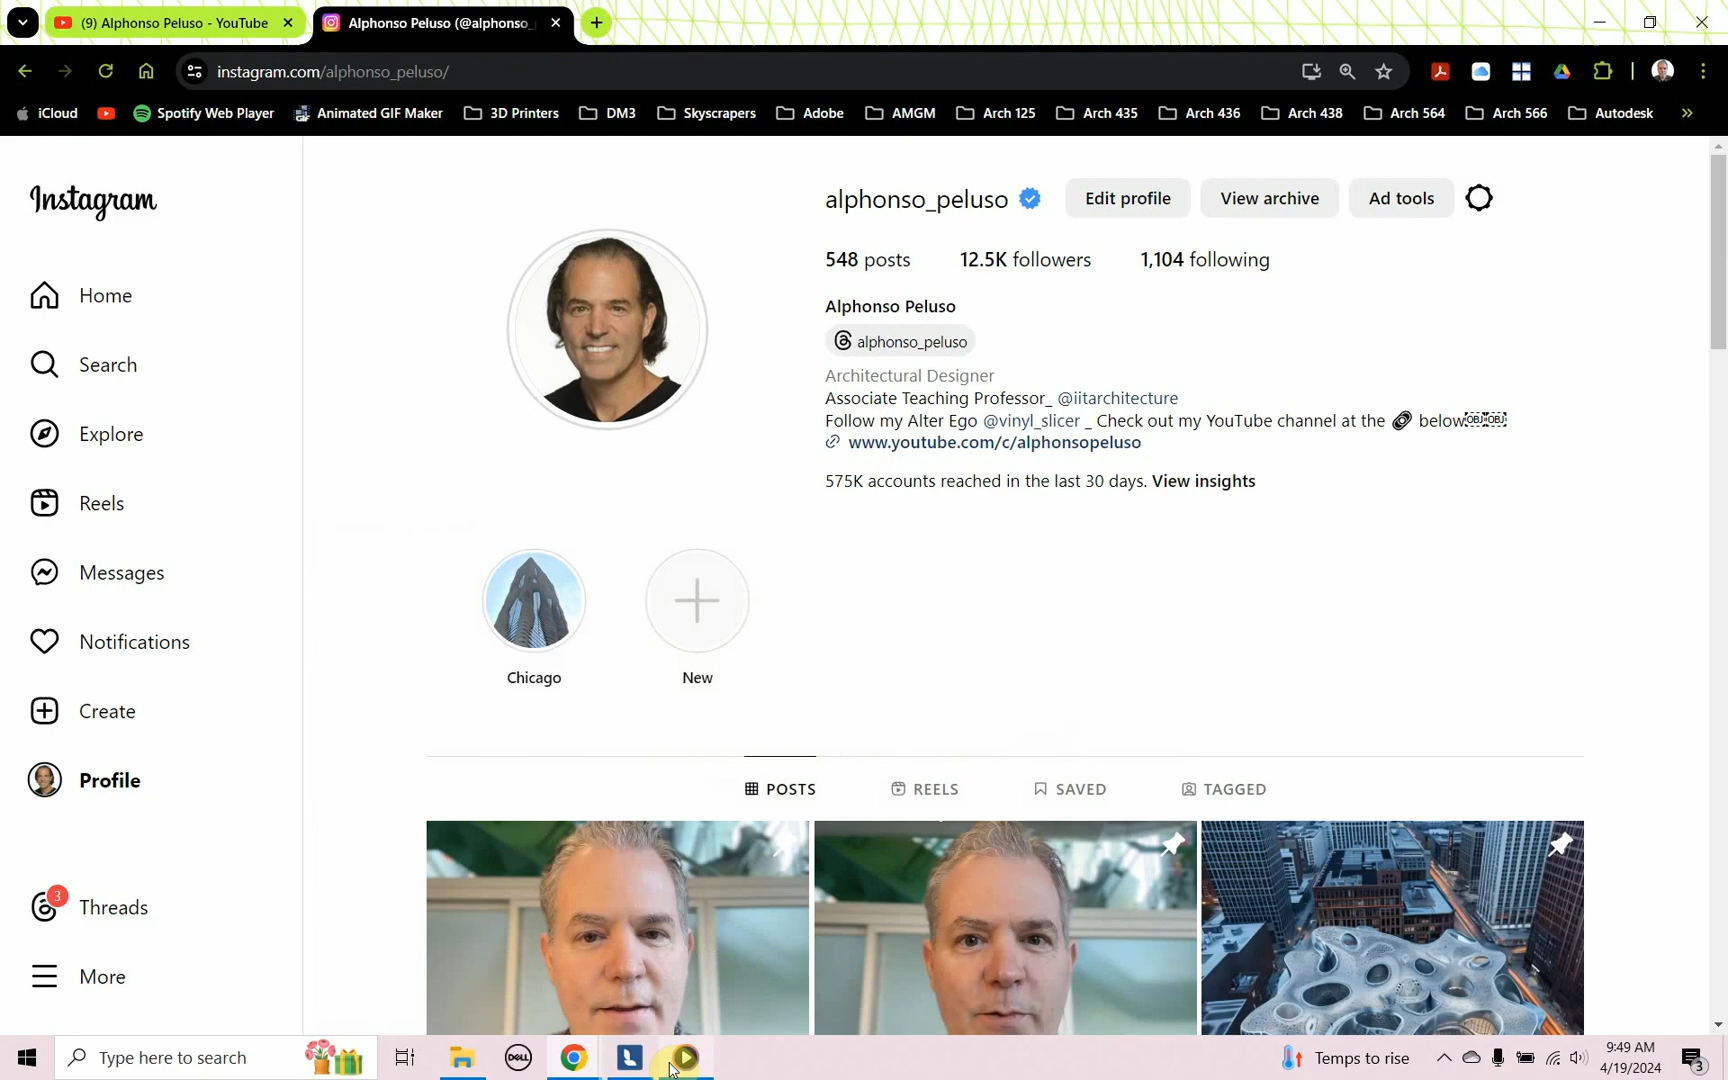 (9) Alphonso Peluso - YouTube
Alphonso Peluso (@alphonso_
instagram.com/alphonso_peluso/
iCloud
Spotify Web Player
Animated GIF Maker
3D Printers
DM3
Skyscrapers
Adobe
AMGM
Arch 125
Arch 435
Arch 436
Arch 438
Arch 564
Arch 566
Autodesk
»
Instagram
Home
Search
Explore
Reels
Messages
Notifications
Create
Profile
3
Threads
More
alphonso_peluso
Edit profile
View archive
Ad tools
548 posts
12.5K followers
1,104 following
Alphonso Peluso
alphonso_peluso
Architectural Designer
Associate Teaching Professor_ @iitarchitecture
Follow my Alter Ego @vinyl_slicer _ Check out my YouTube channel at the 🔗 below￼￼
www.youtube.com/c/alphonsopeluso
575K accounts reached in the last 30 days. View insights
Chicago
New
POSTS
REELS
SAVED
TAGGED
Type here to search
DELL
L
Temps to rise
9:49 AM
4/19/2024
3